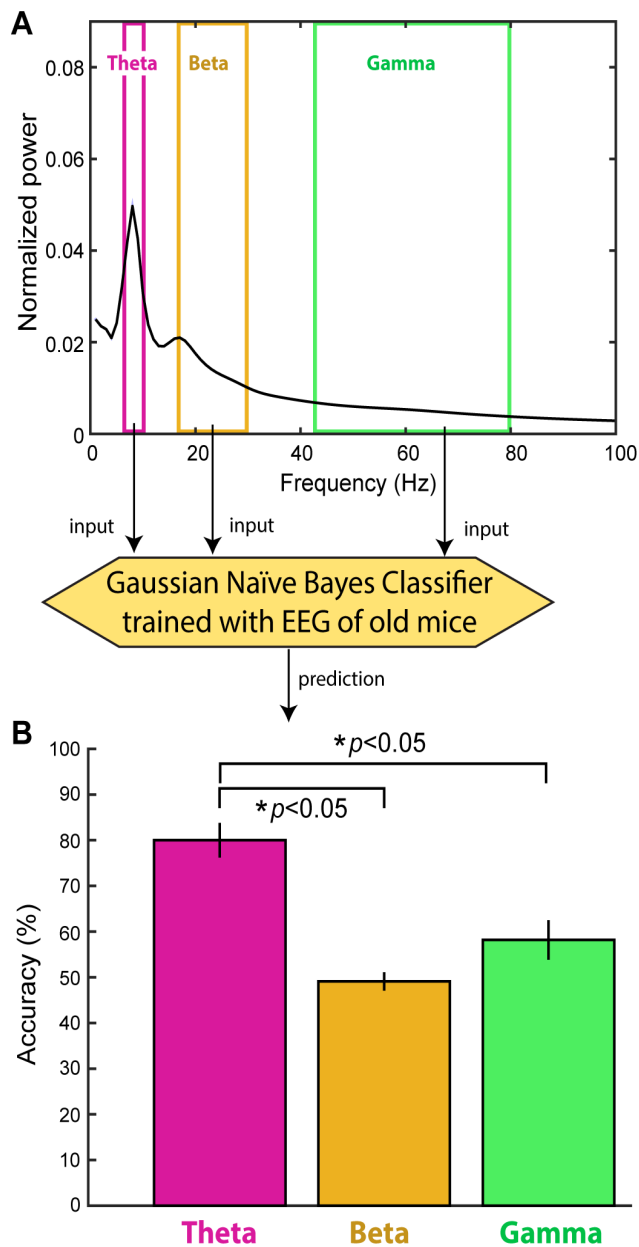 A
Theta
Beta
Gamma
0.08
0.06
0.04
0.02
0
Normalized power
0
20
40
60
80
100
Frequency (Hz)
input
input
input
Gaussian Naïve Bayes Classifier
trained with EEG of old mice
prediction
B
100
90
80
70
60
50
40
30
20
10
0
Accuracy (%)
*p<0.05
*p<0.05
Theta
Beta
Gamma